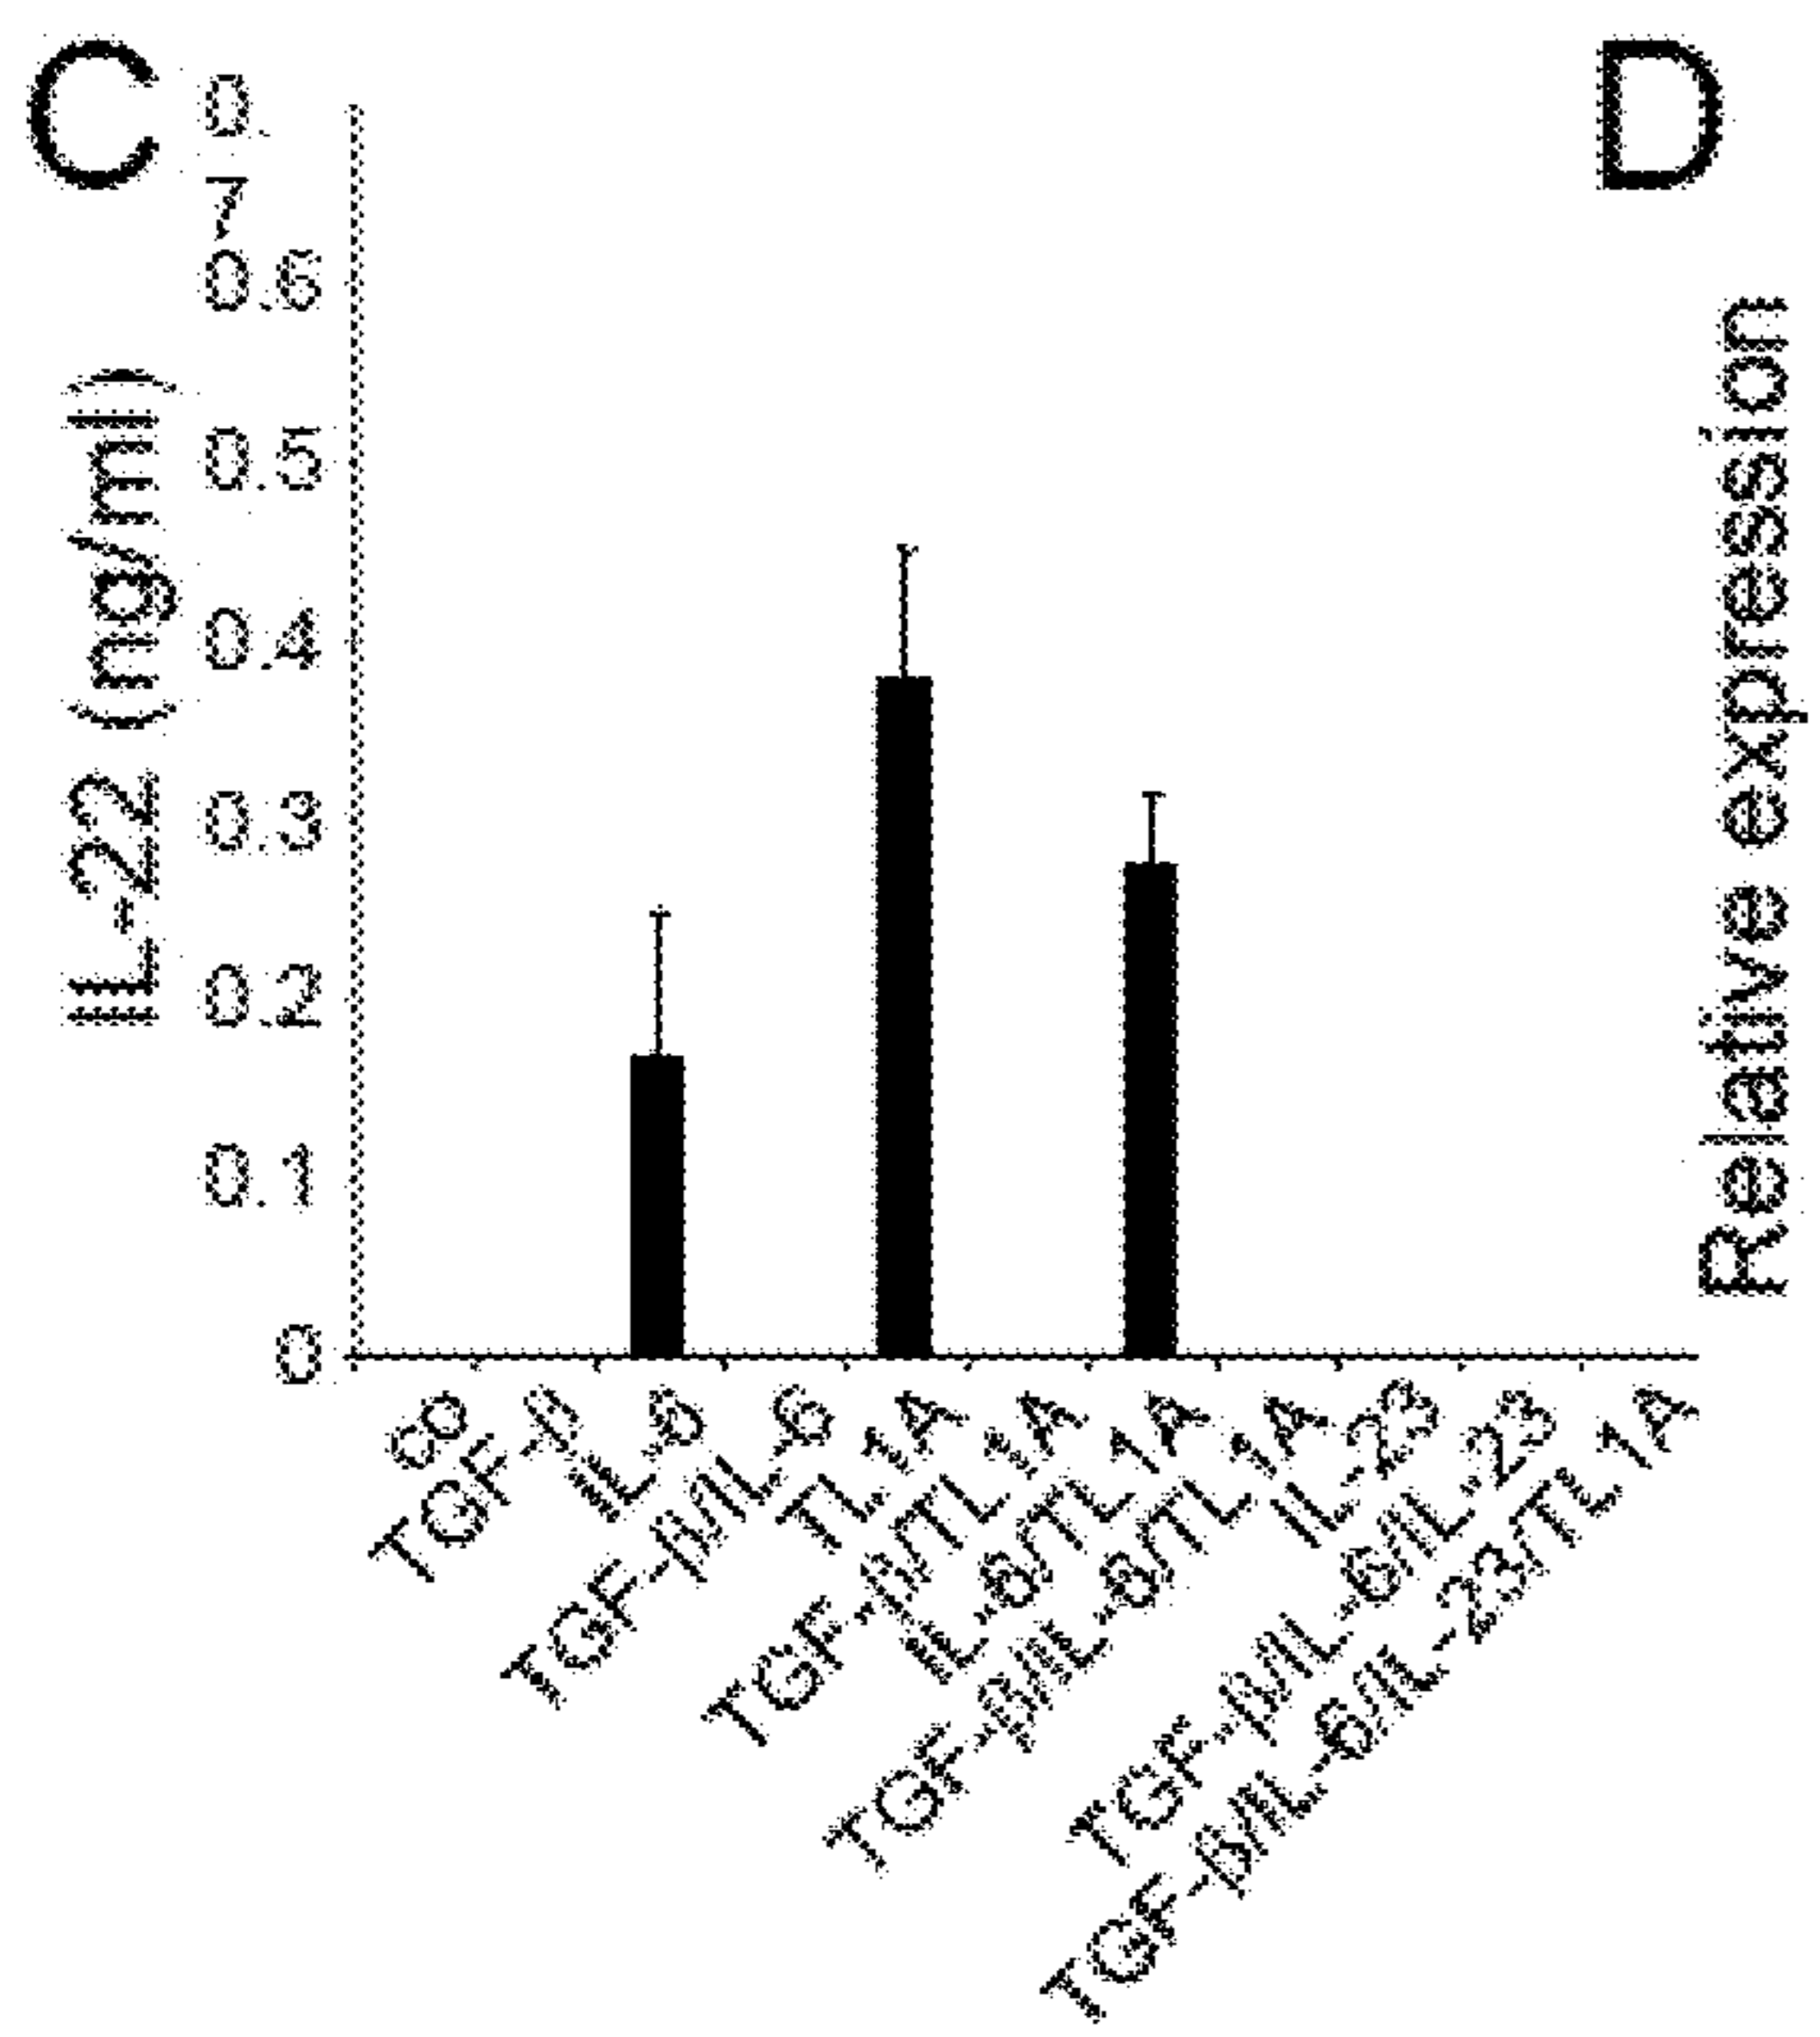 C
D
0.
7
0.6
0.5
0.4
0.3
0.2
0.1
0
IL-22 (ng/ml)
Relative expression
co
TGF-β
IL-6
TGF-β/IL-6
TL1A
TGF-β/TL1A
IL-6/TL1A
TGF-β/IL-6/TL1A
IL-23
TGF-β/IL-6/IL-23
TGF-β/IL-6/IL-23/TL1A